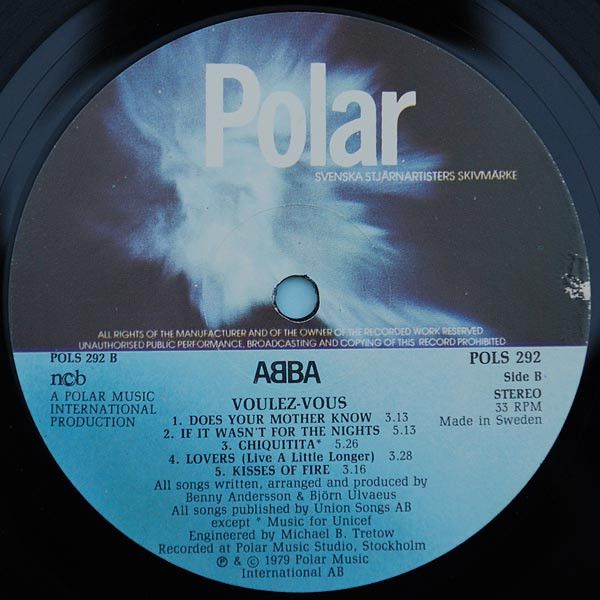 Polar
SVENSKA STJÄRNARTISTERS SKIVMÄRKE
ALL RIGHTS OF THE MANUFACTURER AND OF THE OWNER OF THE RECORDED WORK RESERVED
UNAUTHORISED PUBLIC PERFORMANCE, BROADCASTING AND COPYING OF THIS RECORD PROHIBITED
POLS 292 B
ncb
A POLAR MUSIC
INTERNATIONAL
PRODUCTION
ABBA
POLS 292
Side B
STEREO
33 RPM
Made in Sweden
VOULEZ-VOUS
1. DOES YOUR MOTHER KNOW 3.13
2. IF IT WASN'T FOR THE NIGHTS 5.13
3. CHIQUITITA* 5.26
4. LOVERS (Live A Little Longer) 3.28
5. KISSES OF FIRE 3.16
All songs written, arranged and produced by
Benny Andersson & Björn Ulvaeus
All songs published by Union Songs AB
except * Music for Unicef
Engineered by Michael B. Tretow
Recorded at Polar Music Studio, Stockholm
℗ & © 1979 Polar Music
International AB